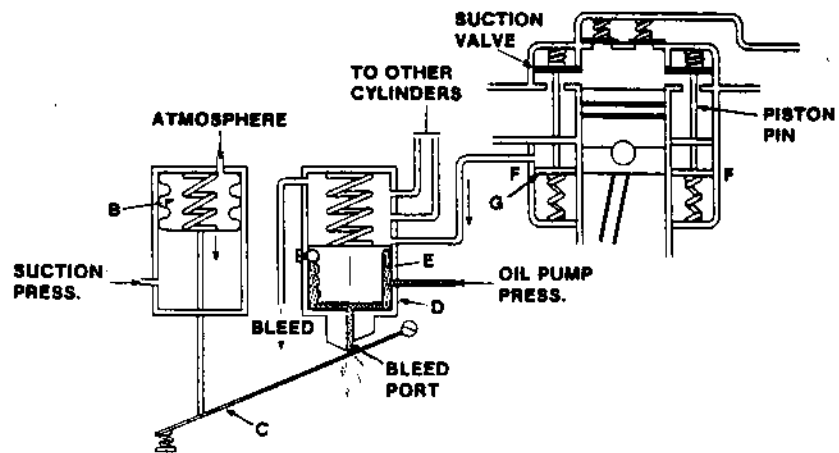 SUCTION
VALVE
TO OTHER
CYLINDERS
ATMOSPHERE
PISTON
PIN
B
F
F
G
SUCTION
PRESS.
E
E
OIL PUMP
PRESS.
D
BLEED
BLEED
PORT
C